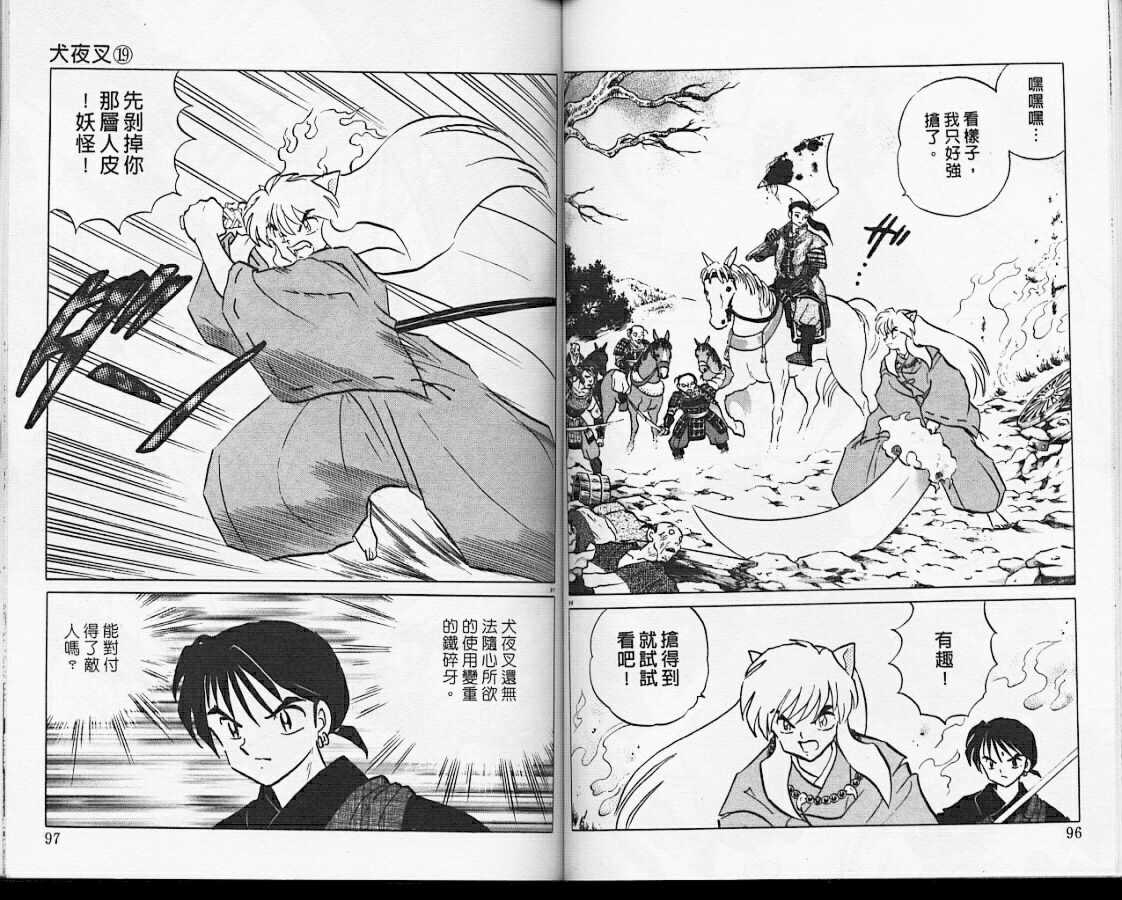 犬夜叉⑲
嘿嘿嘿…
看樣子，
我只好強
搶了。
有趣！
搶得到
就試試
看吧！
96
先剝掉你
那層人皮
！妖怪！
犬夜叉還無
法隨心所欲
的使用變重
的鐵碎牙。
能對付
得了敵
人嗎？
97